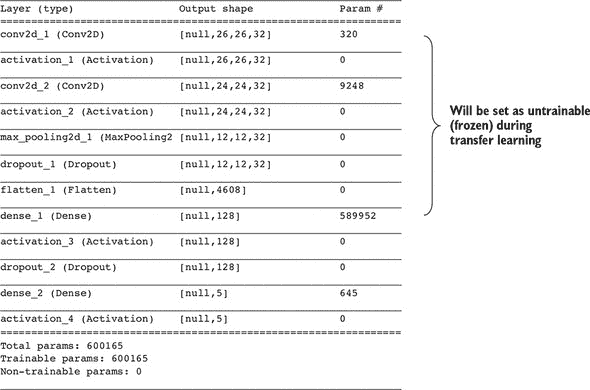 Layer (type) Output shape Param #
=================================================================
conv2d_1 (Conv2D) [null,26,26,32] 320
activation_1 (Activation) [null,26,26,32] 0
conv2d_2 (Conv2D) [null,24,24,32] 9248
activation_2 (Activation) [null,24,24,32] 0
max_pooling2d_1 (MaxPooling2 [null,12,12,32] 0
dropout_1 (Dropout) [null,12,12,32] 0
flatten_1 (Flatten) [null,4608] 0
dense_1 (Dense) [null,128] 589952
activation_3 (Activation) [null,128] 0
dropout_2 (Dropout) [null,128] 0
dense_2 (Dense) [null,5] 645
activation_4 (Activation) [null,5] 0
=================================================================
Total params: 600165
Trainable params: 600165
Non-trainable params: 0
Will be set as untrainable
(frozen) during
transfer learning